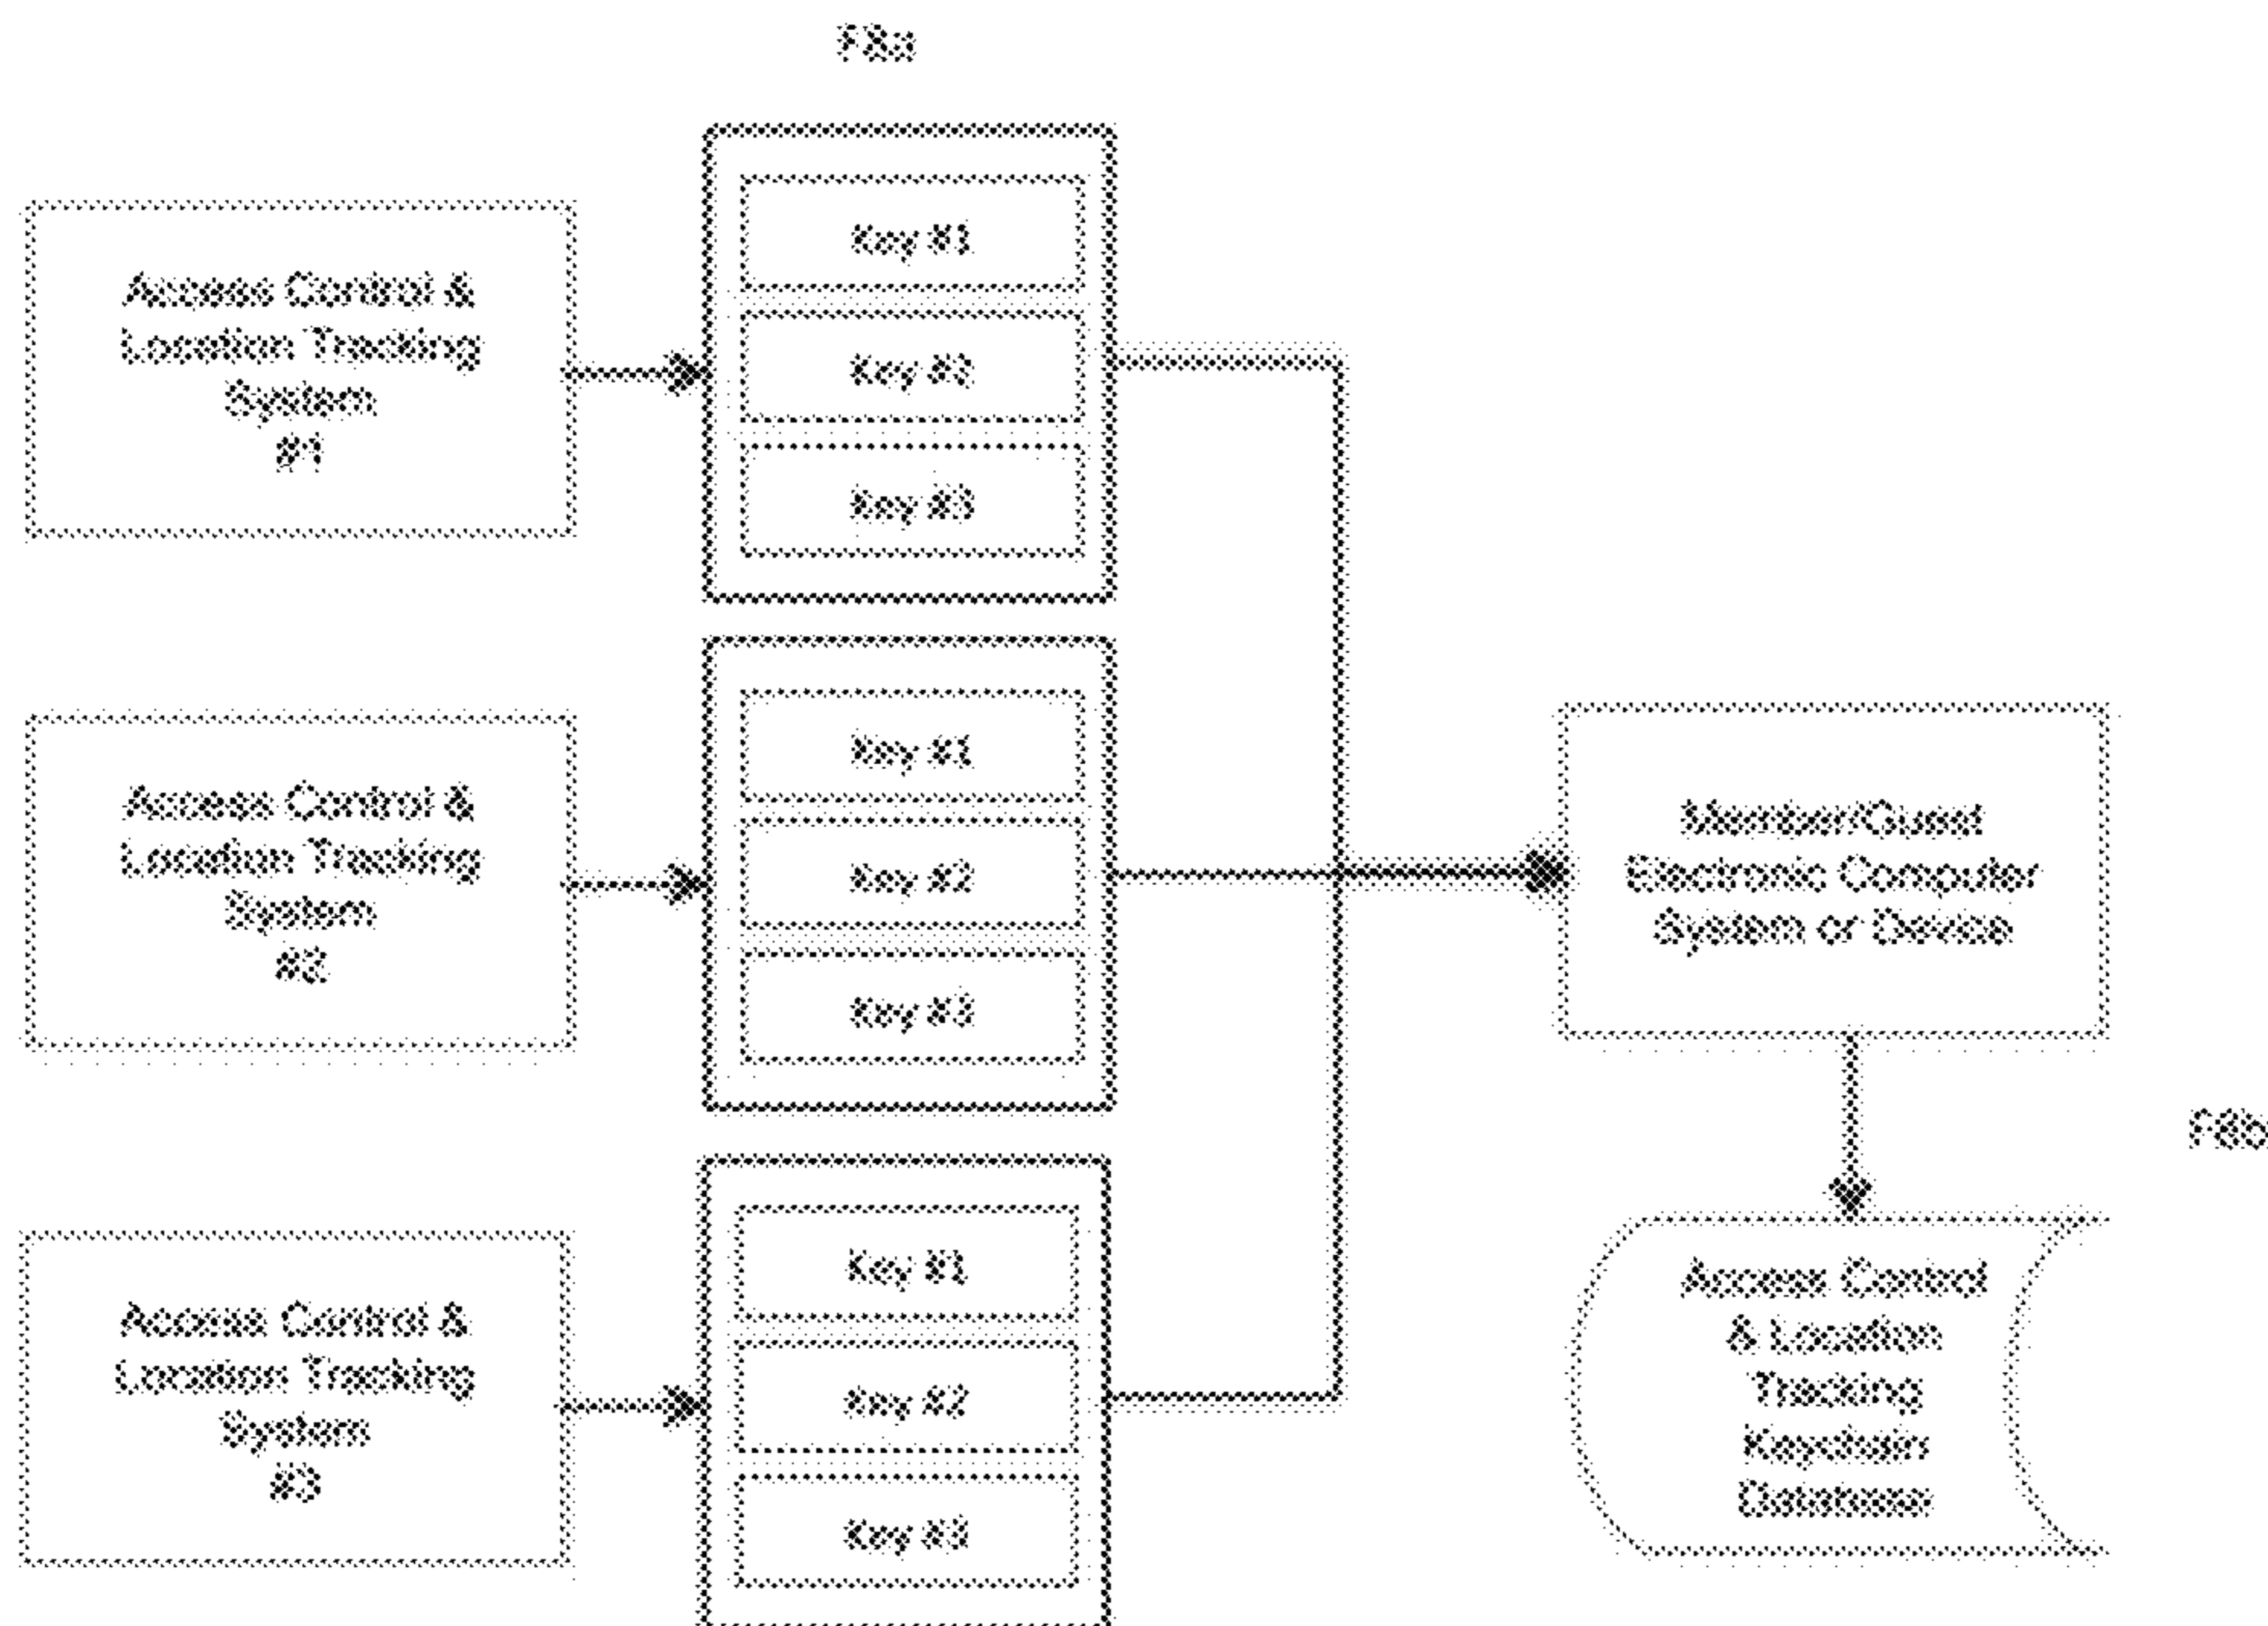 F8a
Access Control &
Location Tracking
System
#1
Key #1
Key #2
Key #3
Access Control &
Location Tracking
System
#2
Key #1
Key #2
Key #3
Member/Guest
Electronic Computer
System or Device
F8b
Access Control &
Location Tracking
System
#3
Key #1
Key #2
Key #3
Access Control
& Location
Tracking
Keychain
Database